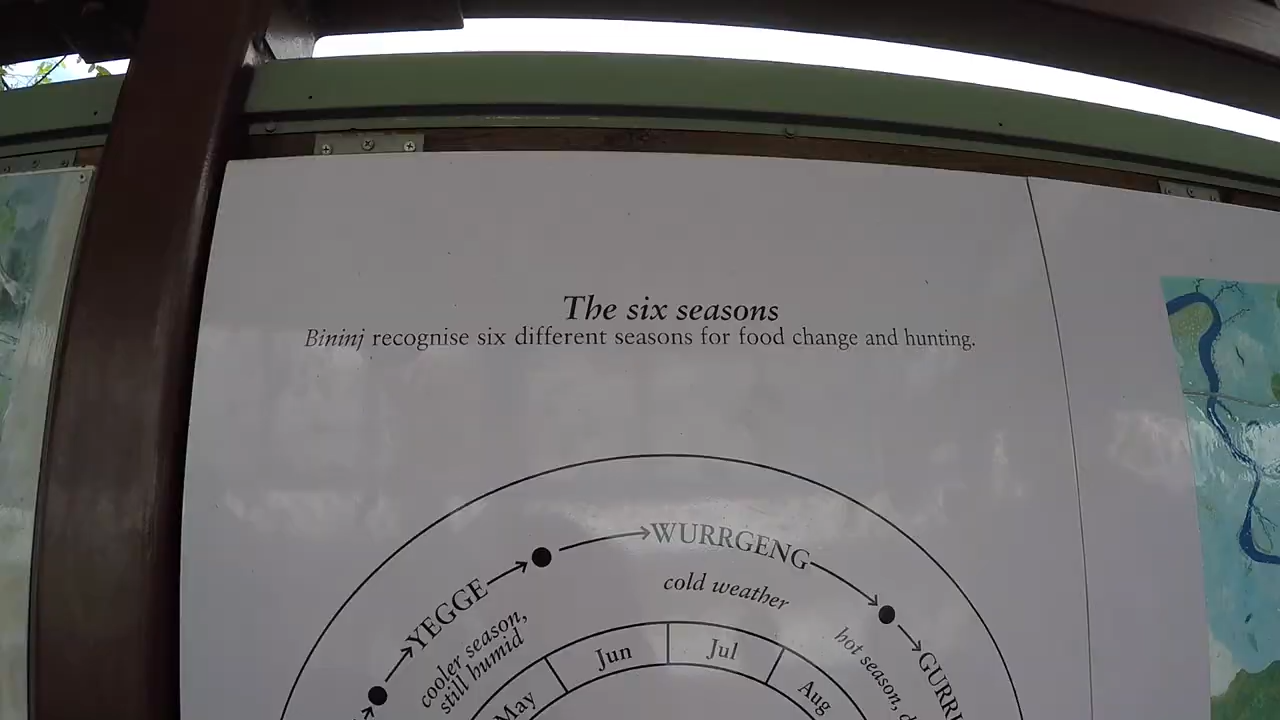 The six seasons
Bininj recognise six different seasons for food change and hunting.
WURRGENG
cold weather
YEGGE
cooler season,
still humid
hot season,
Jun
Jul
May
Aug